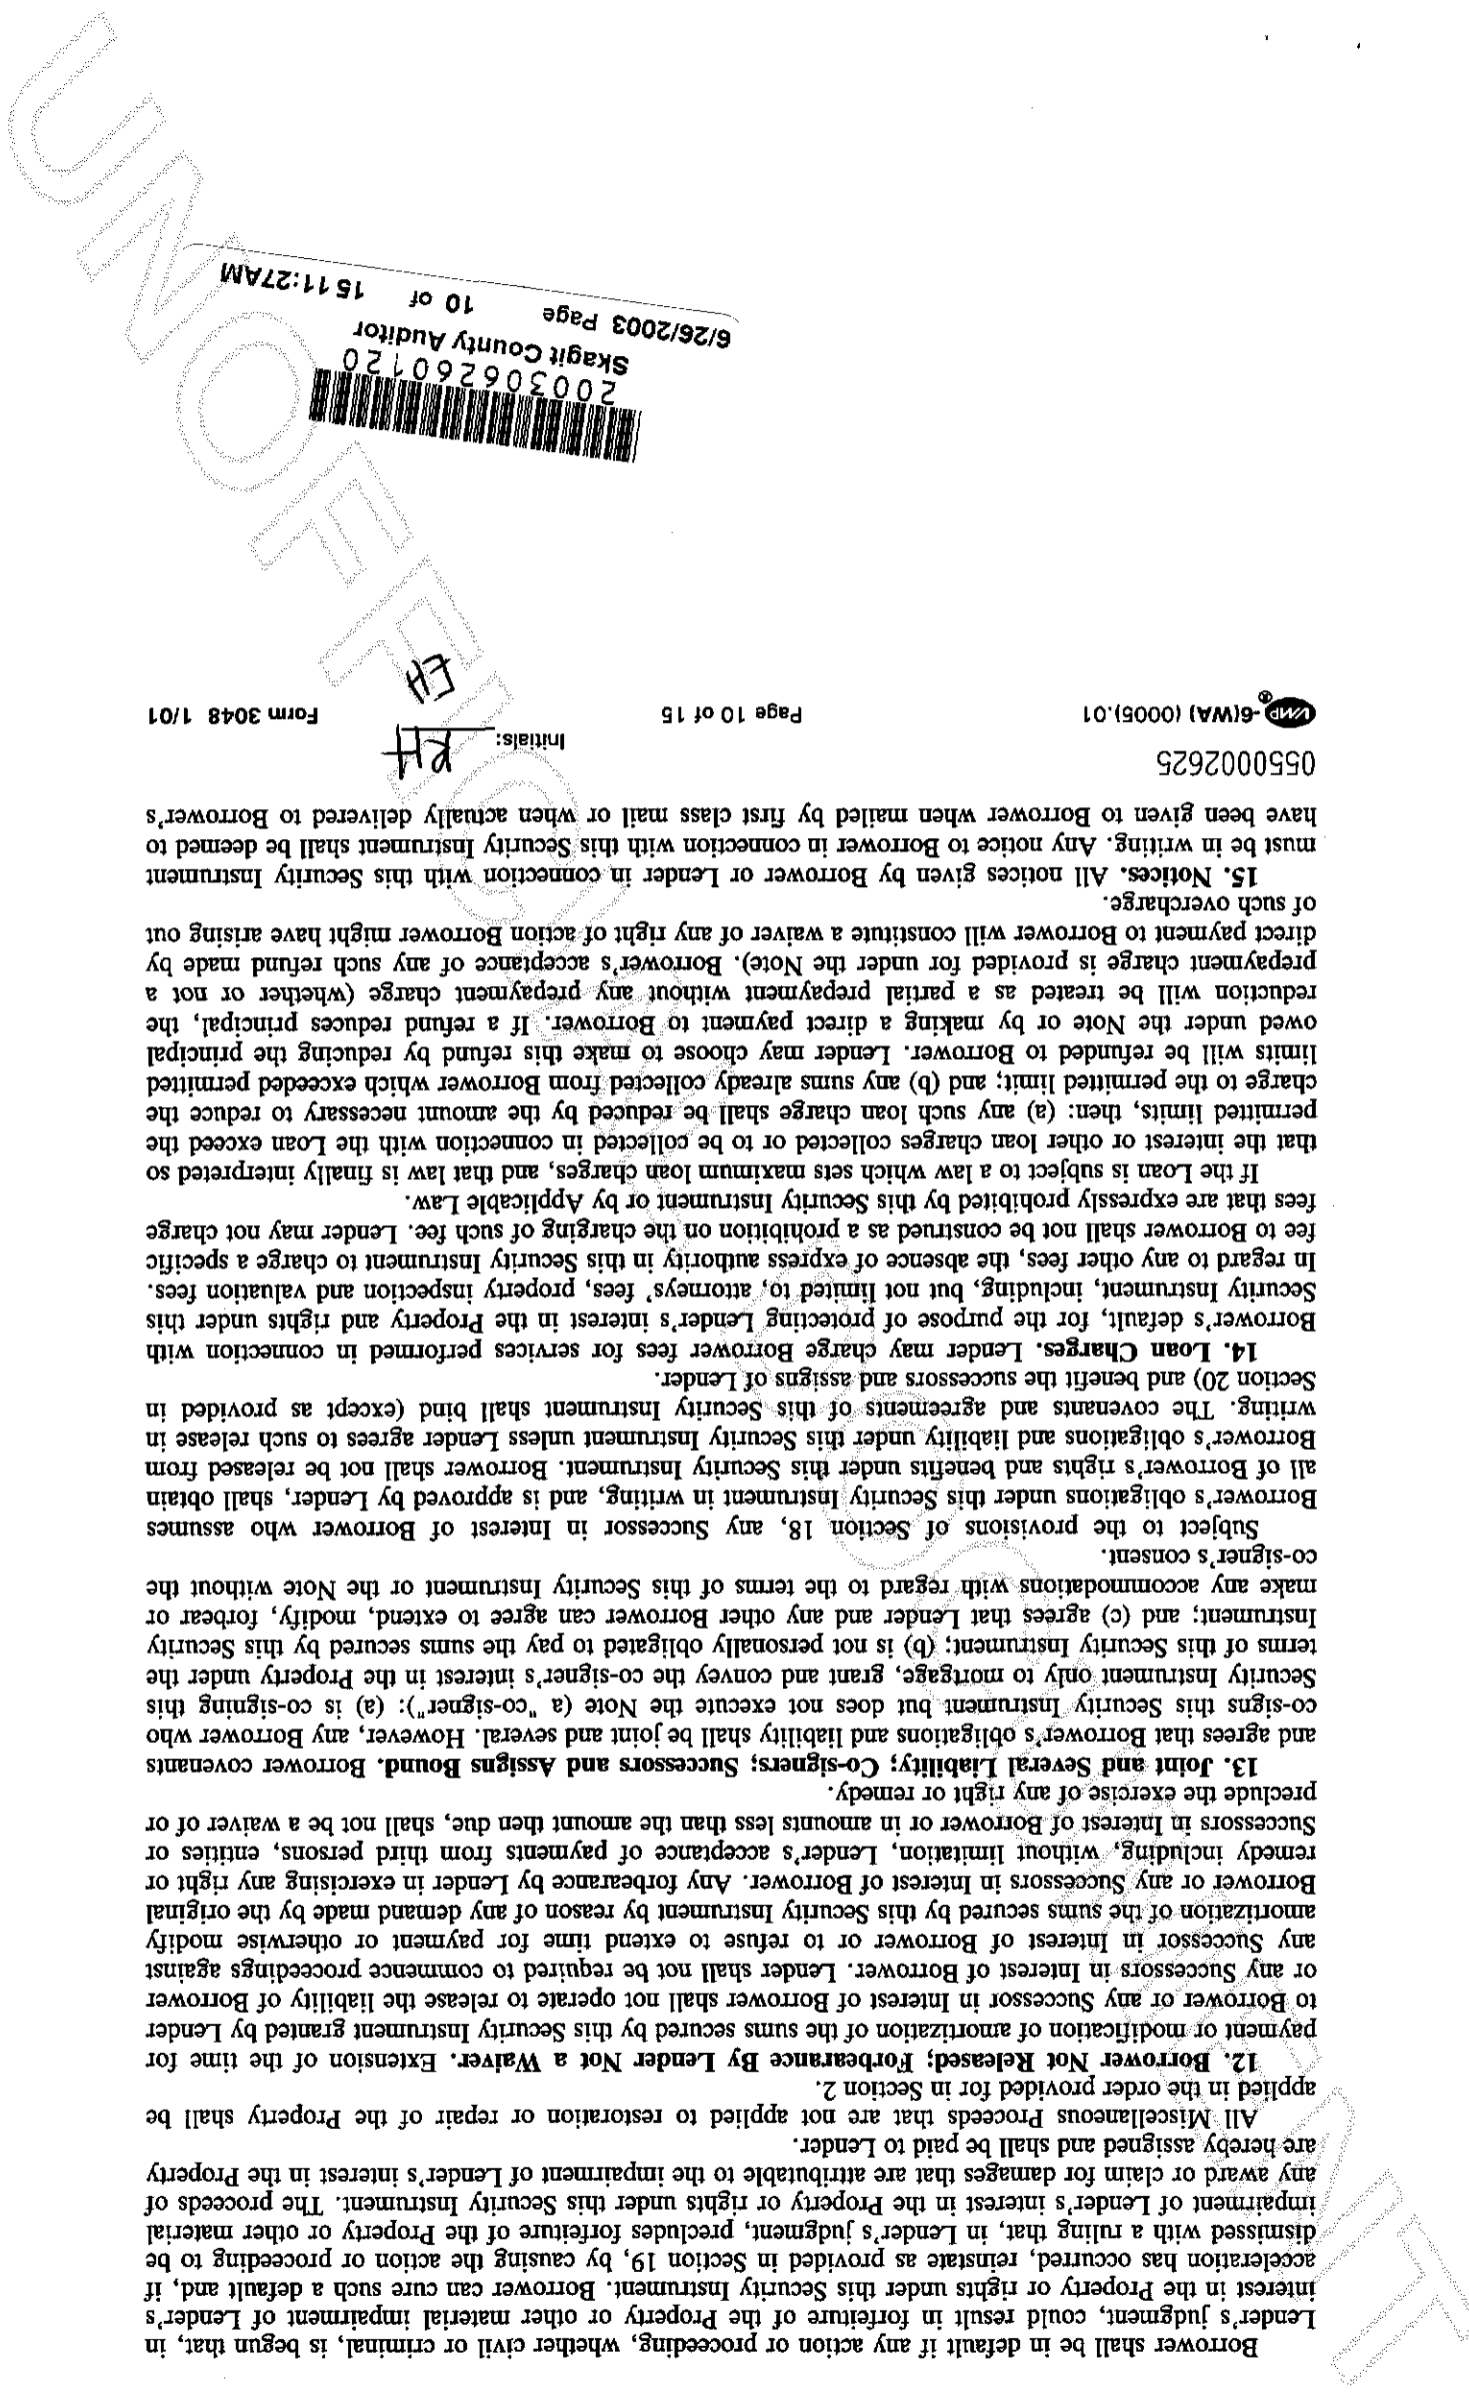 Borrower shall be in default if any action or proceeding, whether civil or criminal, is begun that, in
Lender's judgment, could result in forfeiture of the Property or other material impairment of Lender's
interest in the Property or rights under this Security Instrument. Borrower can cure such a default and, if
acceleration has occurred, reinstate as provided in Section 19, by causing the action or proceeding to be
dismissed with a ruling that, in Lender's judgment, precludes forfeiture of the Property or other material
impairment of Lender's interest in the Property or rights under this Security Instrument. The proceeds of
any award or claim for damages that are attributable to the impairment of Lender's interest in the Property
are hereby assigned and shall be paid to Lender.
All Miscellaneous Proceeds that are not applied to restoration or repair of the Property shall be
applied in the order provided for in Section 2.
12. Borrower Not Released; Forbearance By Lender Not a Waiver. Extension of the time for
payment or modification of amortization of the sums secured by this Security Instrument granted by Lender
to Borrower or any Successor in Interest of Borrower shall not operate to release the liability of Borrower
or any Successors in Interest of Borrower. Lender shall not be required to commence proceedings against
any Successor in Interest of Borrower or to refuse to extend time for payment or otherwise modify
amortization of the sums secured by this Security Instrument by reason of any demand made by the original
Borrower or any Successors in Interest of Borrower. Any forbearance by Lender in exercising any right or
remedy including, without limitation, Lender's acceptance of payments from third persons, entities or
Successors in Interest of Borrower or in amounts less than the amount then due, shall not be a waiver of or
preclude the exercise of any right or remedy.
13. Joint and Several Liability; Co-signers; Successors and Assigns Bound. Borrower covenants
and agrees that Borrower's obligations and liability shall be joint and several. However, any Borrower who
co-signs this Security Instrument but does not execute the Note (a "co-signer"): (a) is co-signing this
Security Instrument only to mortgage, grant and convey the co-signer's interest in the Property under the
terms of this Security Instrument; (b) is not personally obligated to pay the sums secured by this Security
Instrument; and (c) agrees that Lender and any other Borrower can agree to extend, modify, forbear or
make any accommodations with regard to the terms of this Security Instrument or the Note without the
co-signer's consent.
Subject to the provisions of Section 18, any Successor in Interest of Borrower who assumes
Borrower's obligations under this Security Instrument in writing, and is approved by Lender, shall obtain
all of Borrower's rights and benefits under this Security Instrument. Borrower shall not be released from
Borrower's obligations and liability under this Security Instrument unless Lender agrees to such release in
writing. The covenants and agreements of this Security Instrument shall bind (except as provided in
Section 20) and benefit the successors and assigns of Lender.
14. Loan Charges. Lender may charge Borrower fees for services performed in connection with
Borrower's default, for the purpose of protecting Lender's interest in the Property and rights under this
Security Instrument, including, but not limited to, attorneys' fees, property inspection and valuation fees.
In regard to any other fees, the absence of express authority in this Security Instrument to charge a specific
fee to Borrower shall not be construed as a prohibition on the charging of such fee. Lender may not charge
fees that are expressly prohibited by this Security Instrument or by Applicable Law.
If the Loan is subject to a law which sets maximum loan charges, and that law is finally interpreted so
that the interest or other loan charges collected or to be collected in connection with the Loan exceed the
permitted limits, then: (a) any such loan charge shall be reduced by the amount necessary to reduce the
charge to the permitted limit; and (b) any sums already collected from Borrower which exceeded permitted
limits will be refunded to Borrower. Lender may choose to make this refund by reducing the principal
owed under the Note or by making a direct payment to Borrower. If a refund reduces principal, the
reduction will be treated as a partial prepayment without any prepayment charge (whether or not a
prepayment charge is provided for under the Note). Borrower's acceptance of any such refund made by
direct payment to Borrower will constitute a waiver of any right of action Borrower might have arising out
of such overcharge.
15. Notices. All notices given by Borrower or Lender in connection with this Security Instrument
must be in writing. Any notice to Borrower in connection with this Security Instrument shall be deemed to
have been given to Borrower when mailed by first class mail or when actually delivered to Borrower's
0550002625
Initials: RH
EH
VMP®-6(WA) (0005).01 Page 10 of 15 Form 3048 1/01
200306260120
Skagit County Auditor
6/26/2003 Page 10 of 15 11:27AM
UNOFFICIAL DOCUMENT